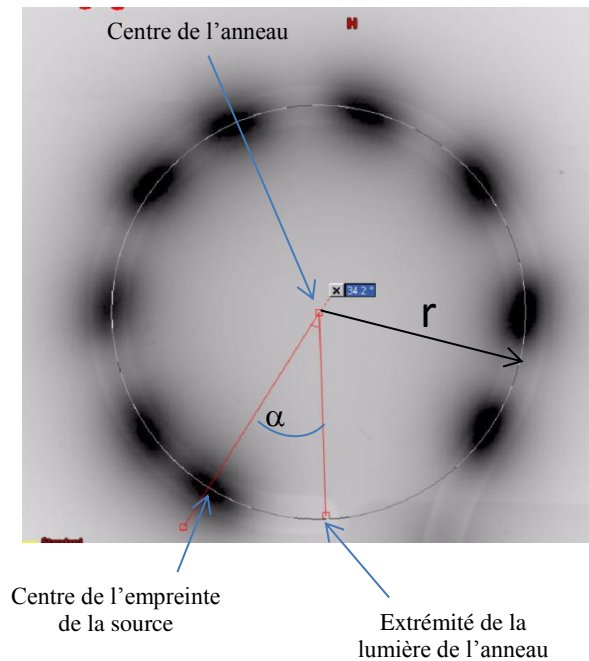 Centre de l'anneau
H
34.2 °
r
α
Centre de l'empreinte
de la source
Extrémité de la
lumière de l'anneau